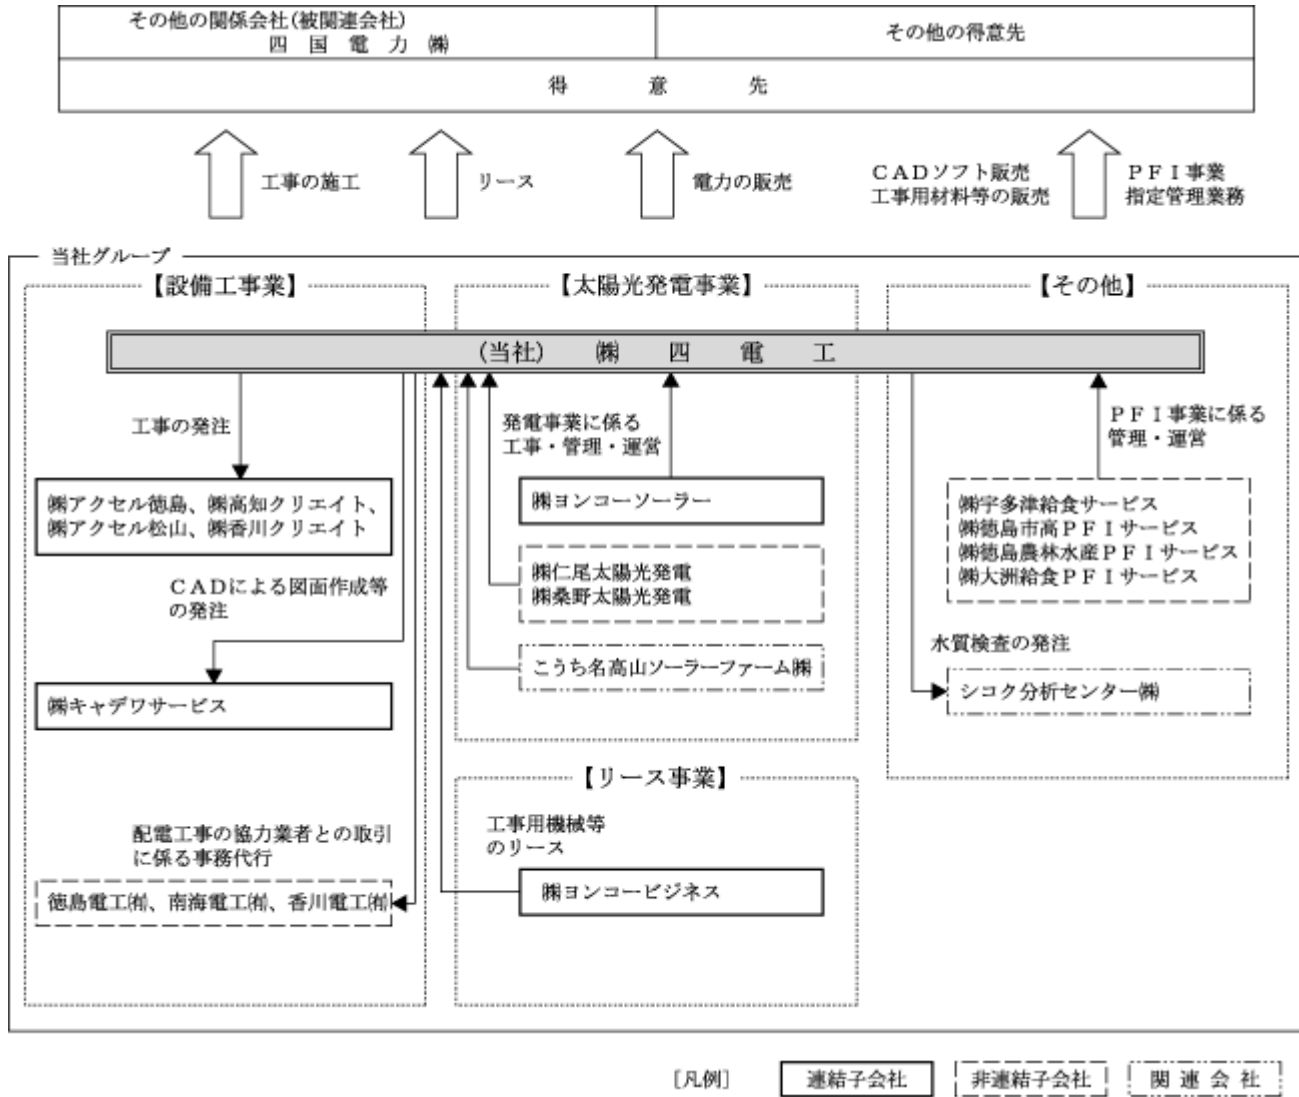 その他の関係会社(被関連会社)
四国電力㈱
その他の得意先
得意先
工事の施工
リース
電力の販売
CADソフト販売
工事用材料等の販売
PFI事業
指定管理業務
当社グループ
【設備工事業】
【太陽光発電事業】
【その他】
(当社) ㈱四電工
工事の発注
㈱アクセル徳島、㈱高知クリエイト、
㈱アクセル松山、㈱香川クリエイト
CADによる図面作成等
の発注
㈱キャデワサービス
配電工事の協力業者との取引
に係る事務代行
徳島電工㈲、南海電工㈲、香川電工㈲
発電事業に係る
工事・管理・運営
㈱ヨンコーソーラー
㈱仁尾太陽光発電
㈱桑野太陽光発電
こうち名高山ソーラーファーム㈱
【リース事業】
工事用機械等
のリース
㈱ヨンコービジネス
PFI事業に係る
管理・運営
㈱宇多津給食サービス
㈱徳島市高PFIサービス
㈱徳島農林水産PFIサービス
㈱大洲給食PFIサービス
水質検査の発注
シコク分析センター㈱
[凡例]
連結子会社
非連結子会社
関連会社